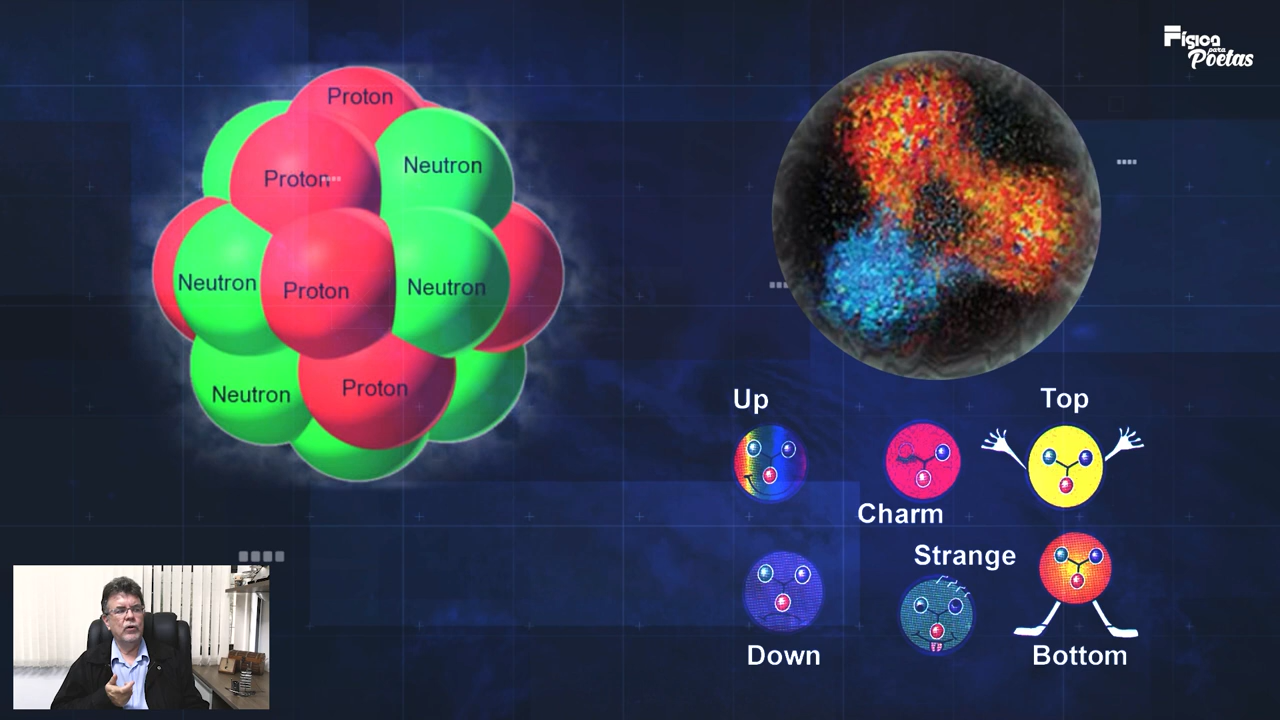 Física
para
Poetas
Proton
Neutron
Proton
Neutron
Proton
Neutron
Neutron
Proton
Up
Top
Charm
Strange
Down
Bottom